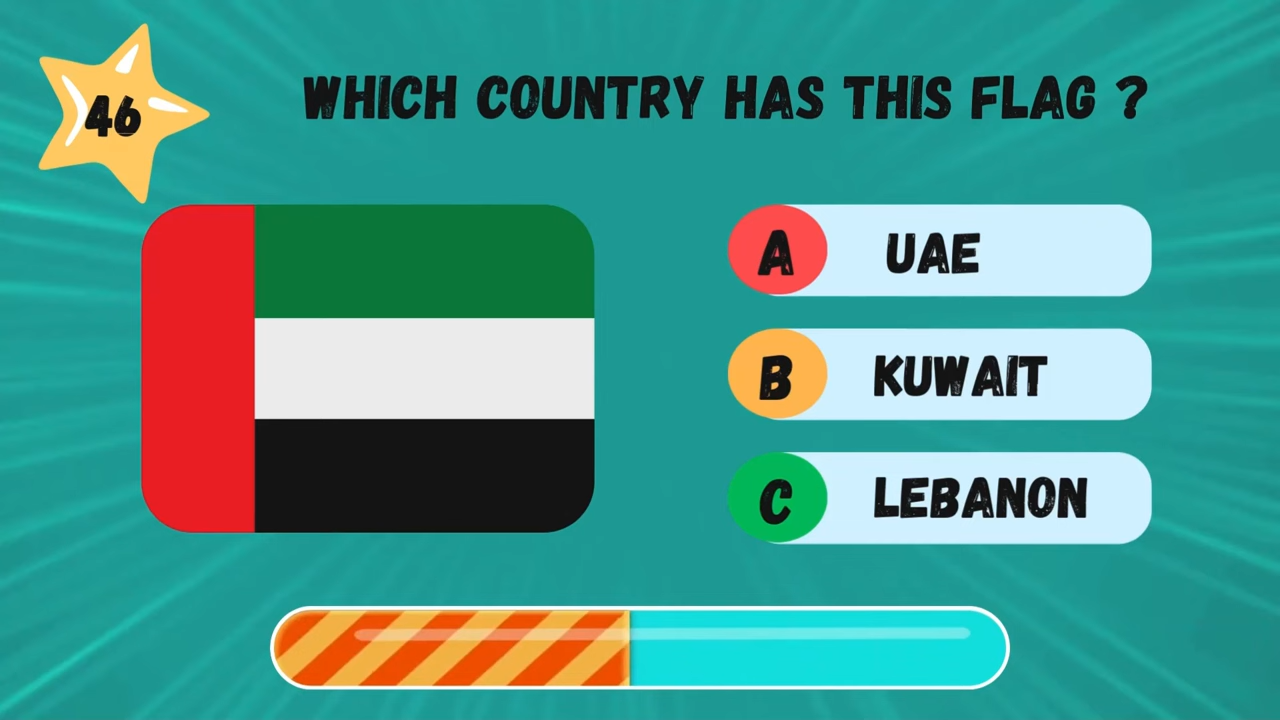 46
WHICH COUNTRY HAS THIS FLAG ?
A UAE
B KUWAIT
C LEBANON